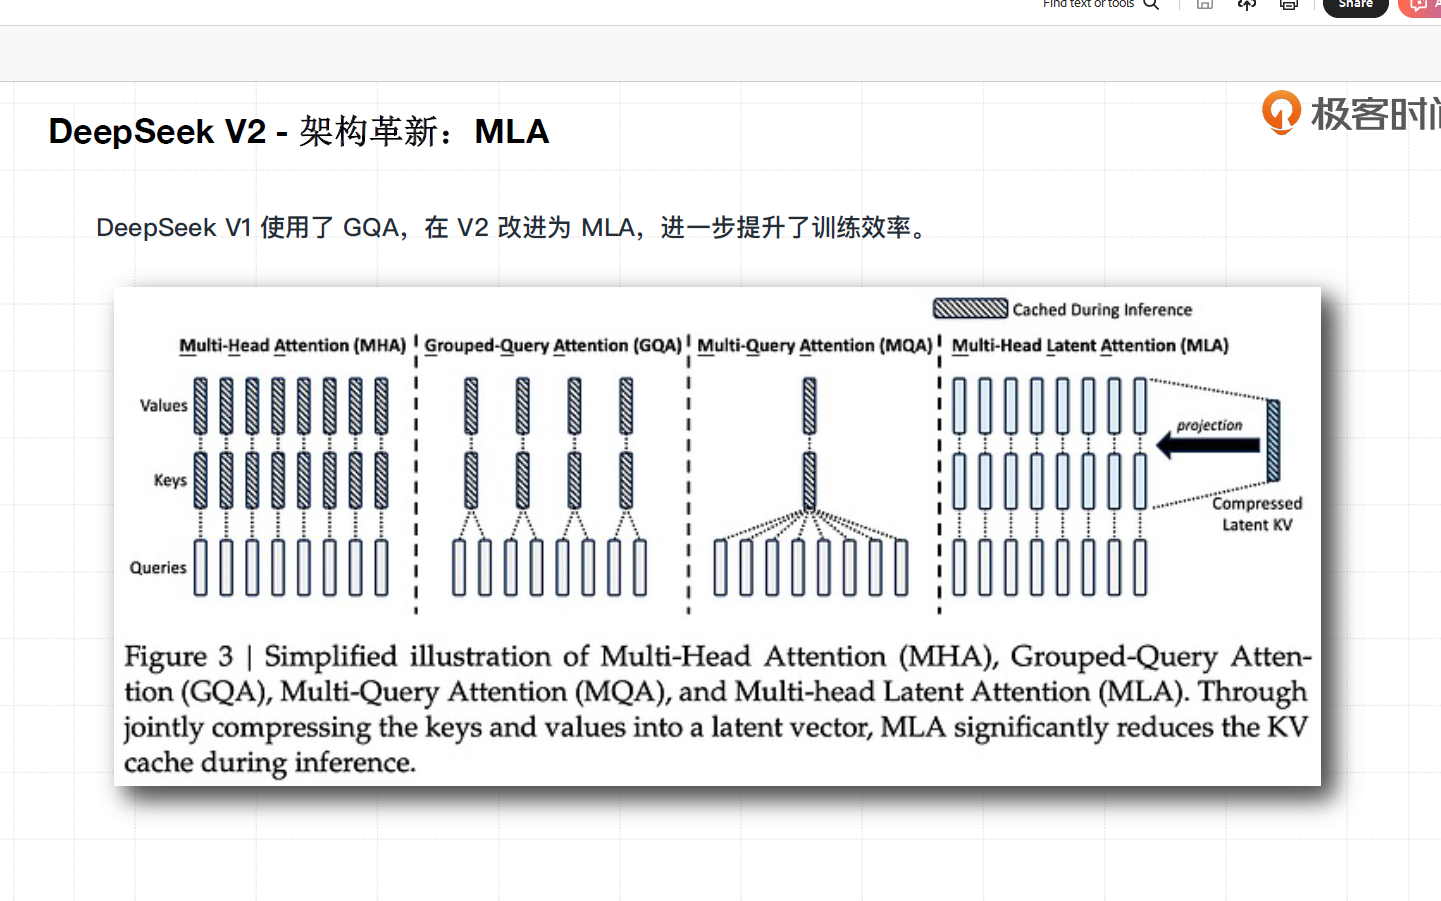 Find text or tools
Share
DeepSeek V2 - 架构革新：MLA
极客时间
DeepSeek V1 使用了 GQA，在 V2 改进为 MLA，进一步提升了训练效率。
Cached During Inference
Multi-Head Attention (MHA)
Grouped-Query Attention (GQA)
Multi-Query Attention (MQA)
Multi-Head Latent Attention (MLA)
Values
Keys
Queries
projection
Compressed
Latent KV
Figure 3 | Simplified illustration of Multi-Head Attention (MHA), Grouped-Query Atten-
tion (GQA), Multi-Query Attention (MQA), and Multi-head Latent Attention (MLA). Through
jointly compressing the keys and values into a latent vector, MLA significantly reduces the KV
cache during inference.